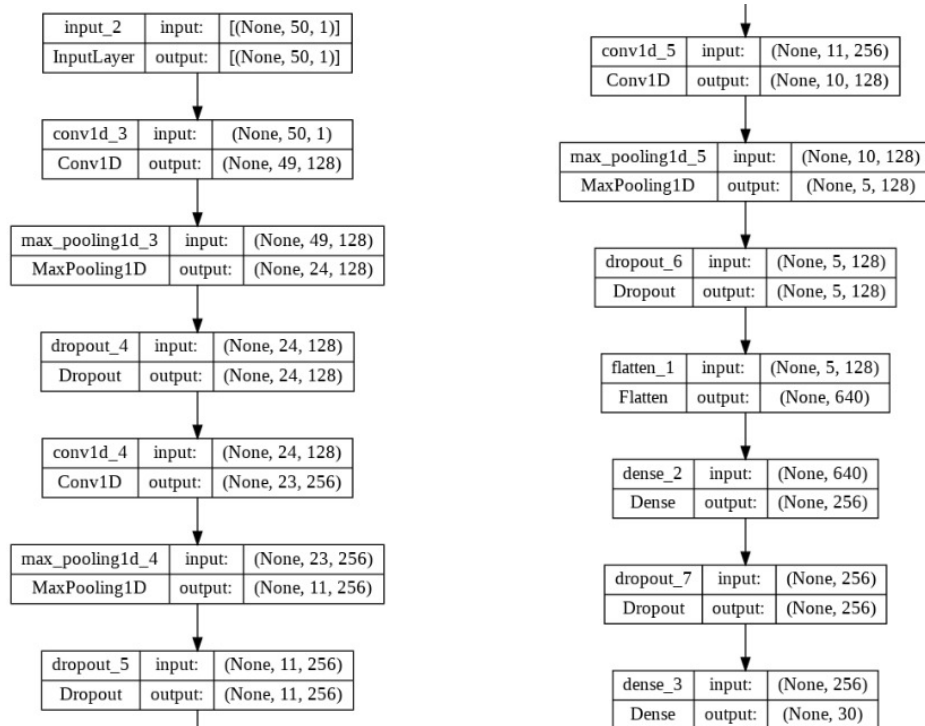 input_2 input: [(None, 50, 1)]
InputLayer output: [(None, 50, 1)]
conv1d_3 input: (None, 50, 1)
Conv1D output: (None, 49, 128)
max_pooling1d_3 input: (None, 49, 128)
MaxPooling1D output: (None, 24, 128)
dropout_4 input: (None, 24, 128)
Dropout output: (None, 24, 128)
conv1d_4 input: (None, 24, 128)
Conv1D output: (None, 23, 256)
max_pooling1d_4 input: (None, 23, 256)
MaxPooling1D output: (None, 11, 256)
dropout_5 input: (None, 11, 256)
Dropout output: (None, 11, 256)
conv1d_5 input: (None, 11, 256)
Conv1D output: (None, 10, 128)
max_pooling1d_5 input: (None, 10, 128)
MaxPooling1D output: (None, 5, 128)
dropout_6 input: (None, 5, 128)
Dropout output: (None, 5, 128)
flatten_1 input: (None, 5, 128)
Flatten output: (None, 640)
dense_2 input: (None, 640)
Dense output: (None, 256)
dropout_7 input: (None, 256)
Dropout output: (None, 256)
dense_3 input: (None, 256)
Dense output: (None, 30)